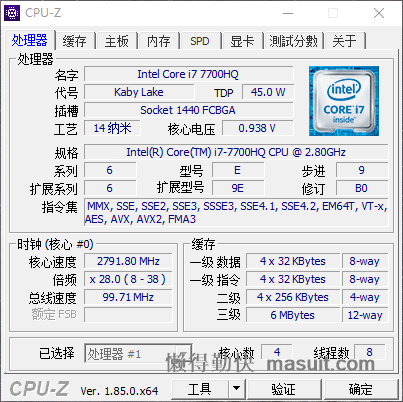 CPU-Z
处理器 缓存 主板 内存 SPD 显卡 测試分數 关于
处理器
名字 Intel Core i7 7700HQ
代号 Kaby Lake TDP 45.0 W
插槽 Socket 1440 FCBGA
工艺 14 纳米 核心电压 0.938 V
intel
CORE i7
inside
规格 Intel(R) Core(TM) i7-7700HQ CPU @ 2.80GHz
系列 6 型号 E 步进 9
扩展系列 6 扩展型号 9E 修订 B0
指令集 MMX, SSE, SSE2, SSE3, SSSE3, SSE4.1, SSE4.2, EM64T, VT-x,
AES, AVX, AVX2, FMA3
时钟 (核心 #0)
核心速度 2791.80 MHz
倍频 x 28.0 ( 8 - 38 )
总线速度 99.71 MHz
额定 FSB
缓存
一级 数据 4 x 32 KBytes 8-way
一级 指令 4 x 32 KBytes 8-way
二级 4 x 256 KBytes 4-way
三级 6 MBytes 12-way
已选择 处理器 #1 核心数 4 线程数 8
懒得勤快 masuit.com
CPU-Z Ver. 1.85.0.x64 工具 验证 确定